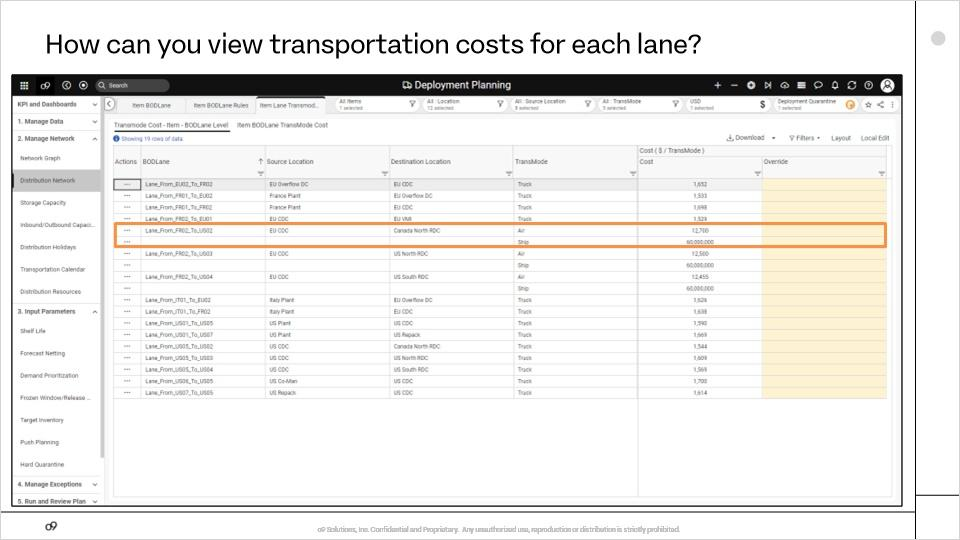 How can you view transportation costs for each lane?
o9 Search Deployment Planning
KPI and Dashboards
1. Manage Data
2. Manage Network
Network Graph
Distribution Network
Storage Capacity
Inbound/Outbound Capaci...
Distribution Holidays
Transportation Calendar
Distribution Resources
3. Input Parameters
Shelf Life
Forecast Netting
Demand Prioritization
Frozen Window/Release ...
Target Inventory
Push Planning
Hard Quarantine
4. Manage Exceptions
5. Run and Review Plan
Item BODLane Item BODLane Rules Item Lane Transmod...
All Items
1 selected
All : Location
12 selected
All : Source Location
8 selected
All : TransMode
3 selected
USD
1 selected
$
Deployment Quarantine
1 selected
Transmode Cost - Item - BODLane Level Item BODLane TransMode Cost
Showing 19 rows of data
Download Filters Layout Local Edit
Cost ( $ / TransMode )
Actions BODLane Source Location Destination Location TransMode Cost Override
Lane_From_EU02_To_FR02 EU Overflow DC EU CDC Truck 1,652
Lane_From_FR01_To_EU02 France Plant EU Overflow DC Truck 1,533
Lane_From_FR01_To_FR02 France Plant EU CDC Truck 1,698
Lane_From_FR02_To_EU01 EU CDC EU VMI Truck 1,529
Lane_From_FR02_To_US02 EU CDC Canada North RDC Air 12,700
Ship 60,000,000
Lane_From_FR02_To_US03 EU CDC US North RDC Air 12,500
Ship 60,000,000
Lane_From_FR02_To_US04 EU CDC US South RDC Air 12,455
Ship 60,000,000
Lane_From_IT01_To_EU02 Italy Plant EU Overflow DC Truck 1,626
Lane_From_IT01_To_FR02 Italy Plant EU CDC Truck 1,638
Lane_From_US01_To_US05 US Plant US CDC Truck 1,590
Lane_From_US01_To_US07 US Plant US Repack Truck 1,669
Lane_From_US05_To_US02 US CDC Canada North RDC Truck 1,544
Lane_From_US05_To_US03 US CDC US North RDC Truck 1,609
Lane_From_US05_To_US04 US CDC US South RDC Truck 1,569
Lane_From_US06_To_US05 US Co-Man US CDC Truck 1,700
Lane_From_US07_To_US05 US Repack US CDC Truck 1,614
o9
o9 Solutions, Inc. Confidential and Proprietary. Any unauthorized use, reproduction or distribution is strictly prohibited.